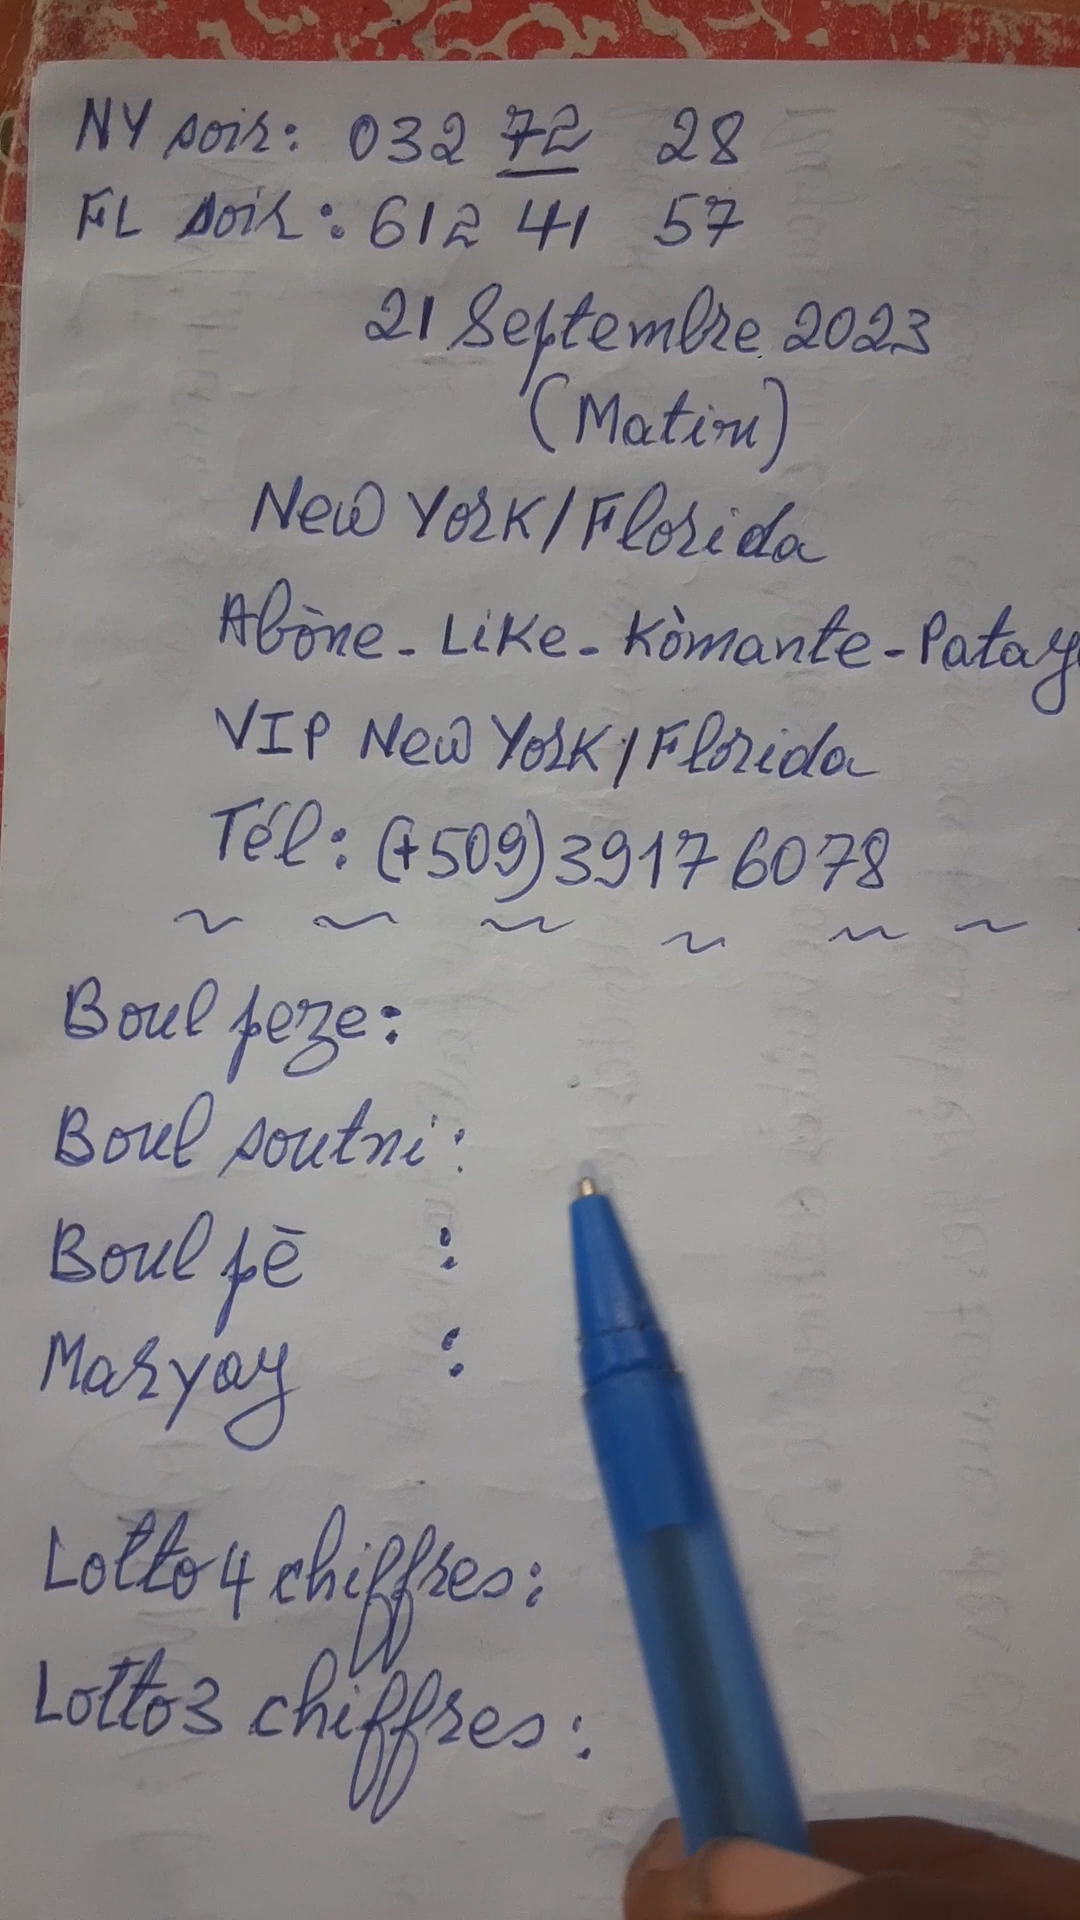 NY soir: 032 72 28
FL soir: 612 41 57
21 Septembre 2023
(Matin)
New York/Florida
Abòne - Like - Kòmante - Pataj
VIP New York/Florida
Tél: (+509) 3917 6078
~ ~ ~ ~ ~ ~
Boul peze:
Boul soutni:
Boul pè :
Maryaj :
Lotto 4 chiffres:
Lotto 3 chiffres: